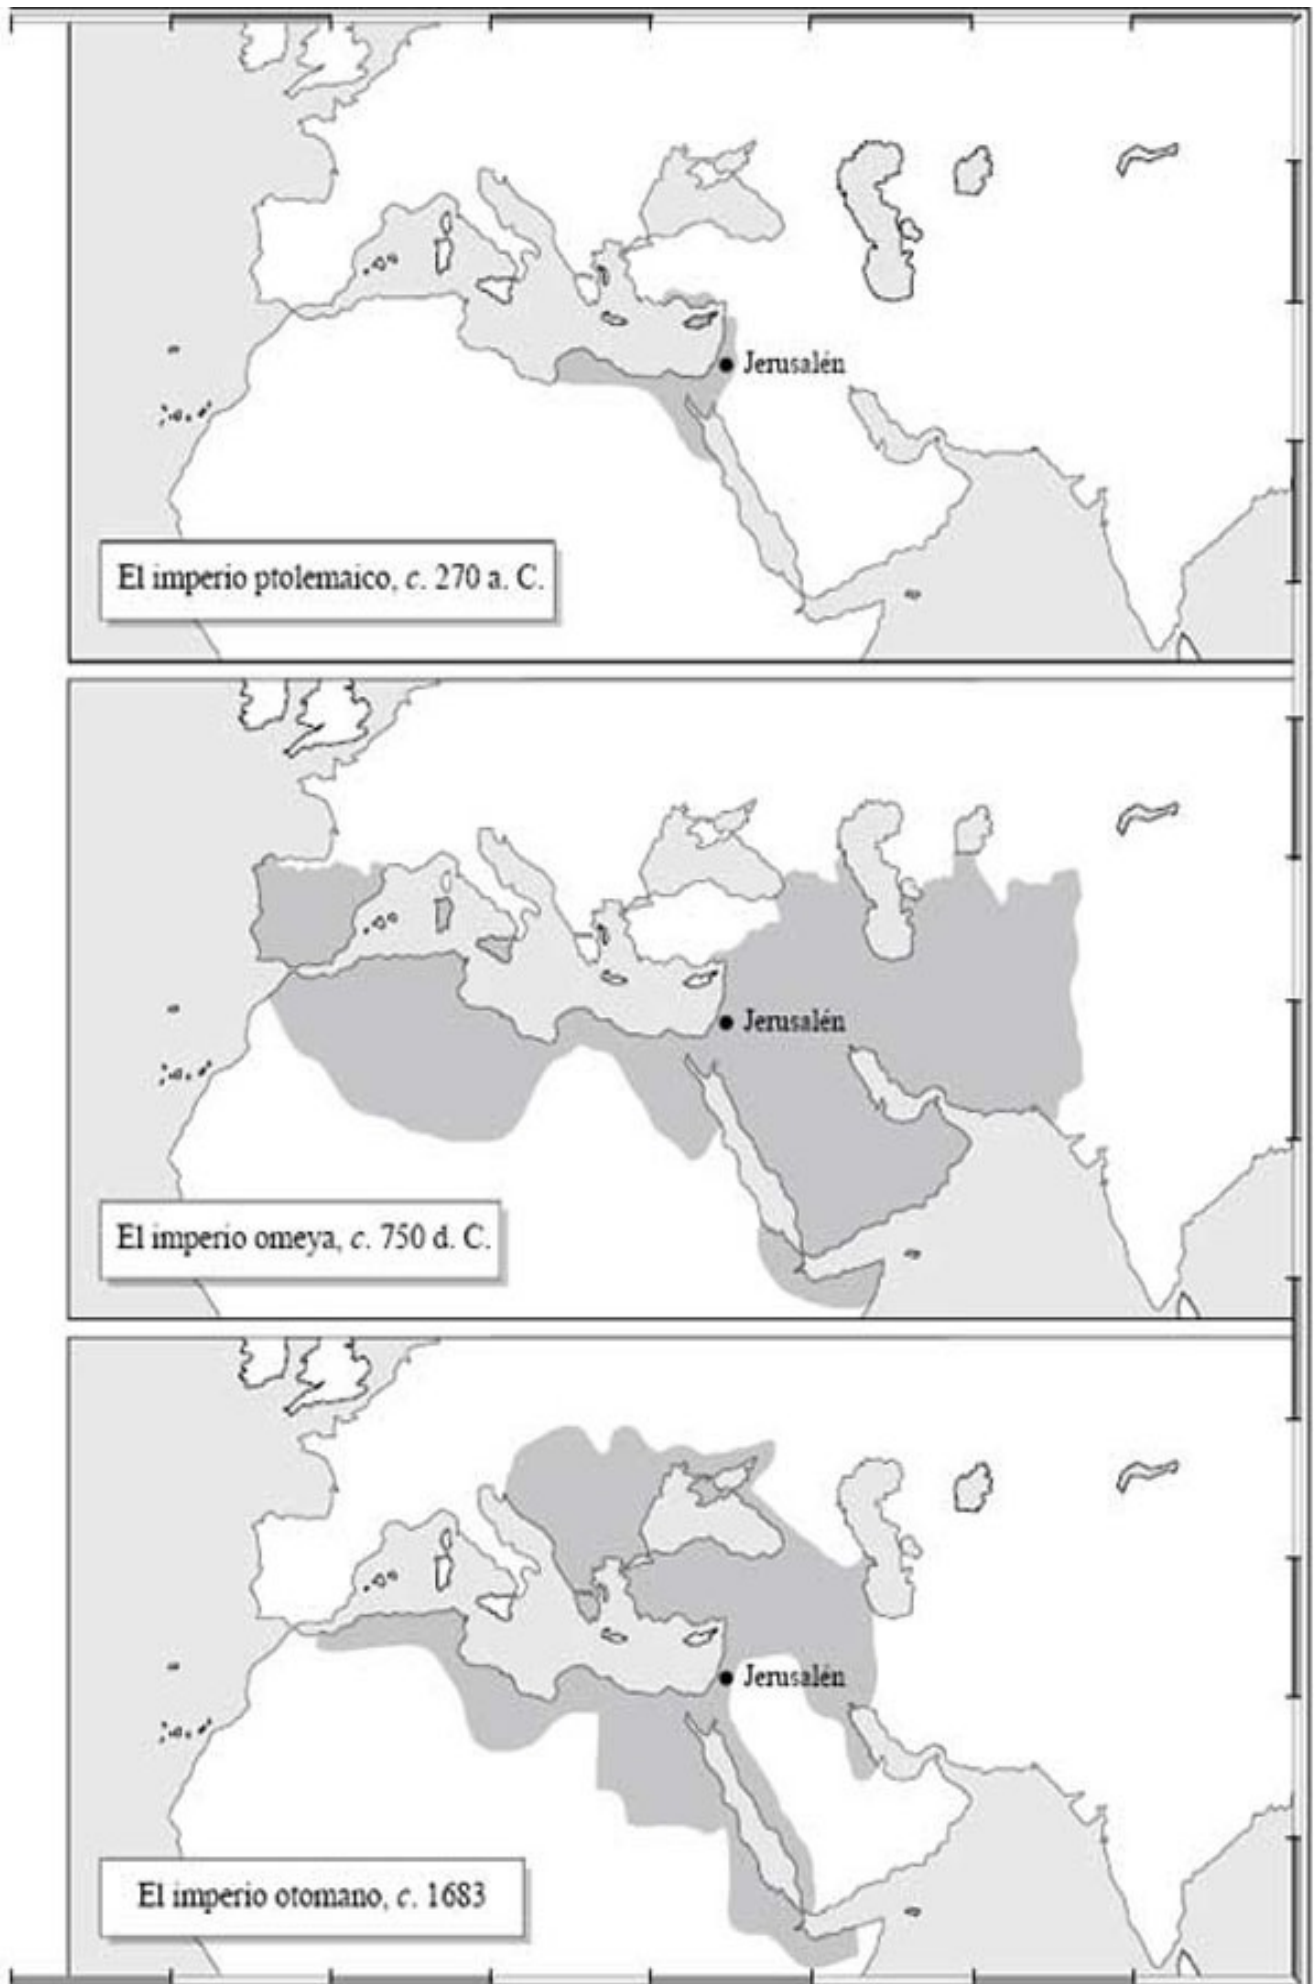 Jerusalén
El imperio ptolemaico, c. 270 a. C.
Jerusalén
El imperio omeya, c. 750 d. C.
Jerusalén
El imperio otomano, c. 1683